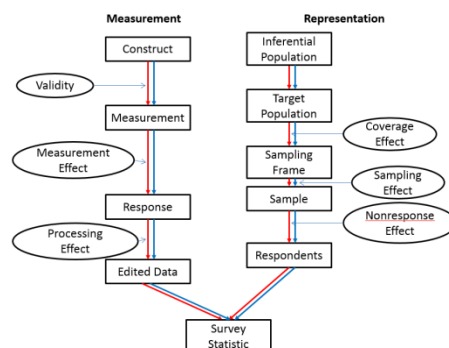 Measurement
Construct
Validity
Measurement
Measurement
Effect
Response
Processing
Effect
Edited Data
Representation
Inferential
Population
Target
Population
Coverage
Effect
Sampling
Frame
Sampling
Effect
Sample
Nonresponse
Effect
Respondents
Survey
Statistic